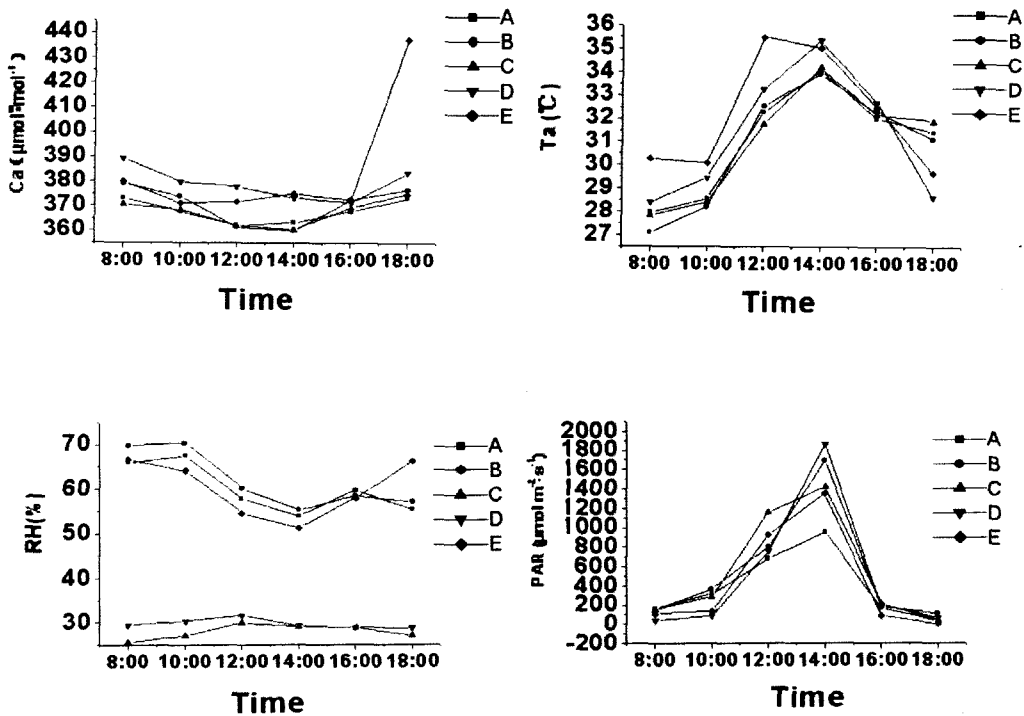 Ca (μmol·mol⁻¹)
440
430
420
410
400
390
380
370
360
8:00 10:00 12:00 14:00 16:00 18:00
Time
A
B
C
D
E
Ta (℃)
36
35
34
33
32
31
30
29
28
27
8:00 10:00 12:00 14:00 16:00 18:00
Time
A
B
C
D
E
RH(%)
70
60
50
40
30
8:00 10:00 12:00 14:00 16:00 18:00
Time
A
B
C
D
E
PAR (μmol m⁻² s⁻¹)
2000
1800
1600
1400
1200
1000
800
600
400
200
0
-200
8:00 10:00 12:00 14:00 16:00 18:00
Time
A
B
C
D
E